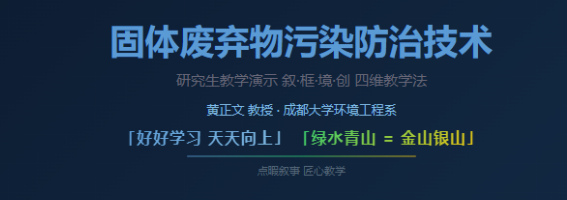 固体废弃物污染防治技术
研究生教学演示 叙·框·境·创 四维教学法
黄正文 教授 · 成都大学环境工程系
「好好学习 天天向上」 「绿水青山 = 金山银山」
点暇叙事 匠心教学